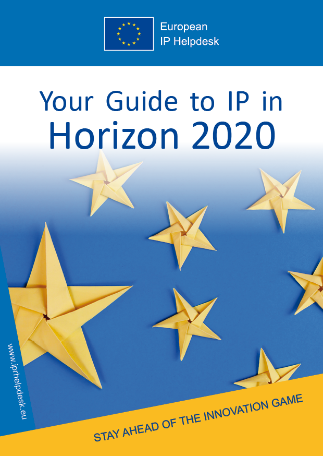 European
IP Helpdesk
Your Guide to IP in
Horizon 2020
www.iprhelpdesk.eu
STAY AHEAD OF THE INNOVATION GAME